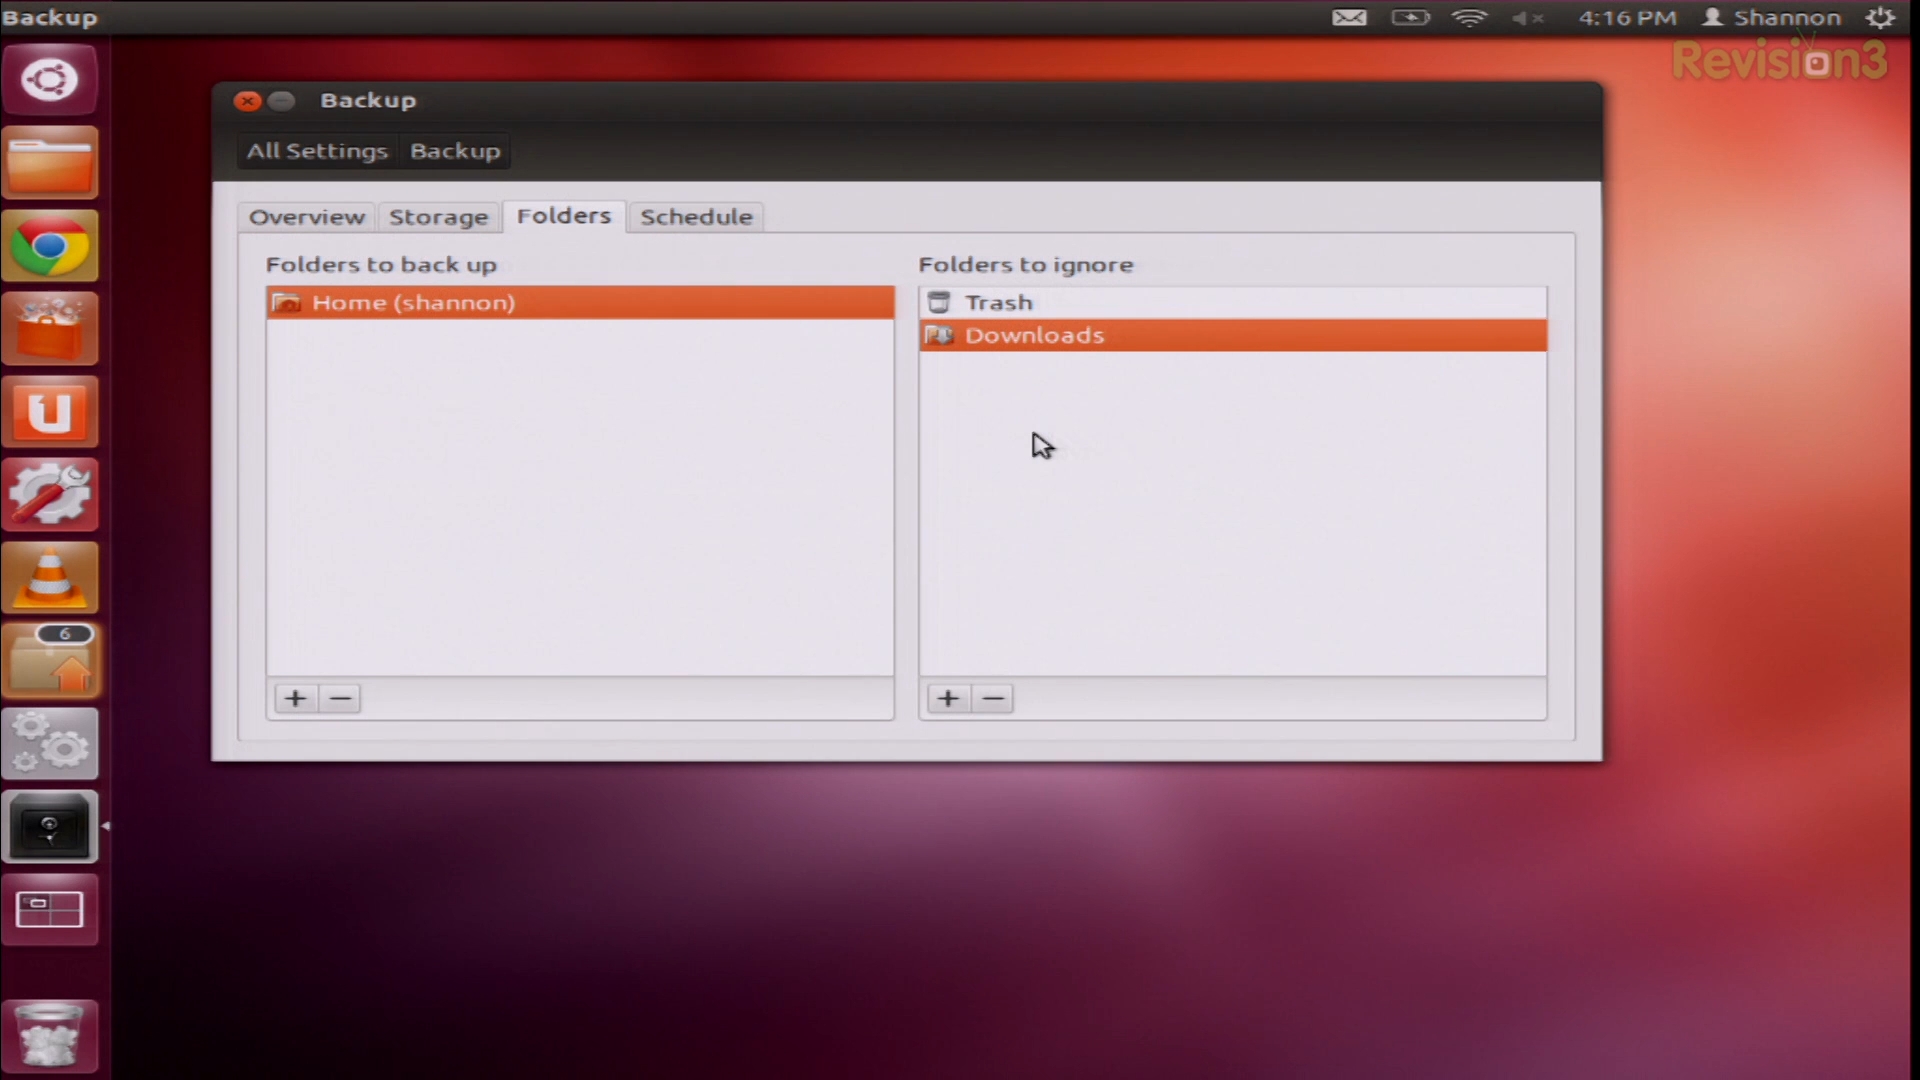 Backup
4:16 PM Shannon
Revision3
Backup
All Settings Backup
Overview Storage Folders Schedule
Folders to back up
Folders to ignore
Home (shannon)
Trash
Downloads
6